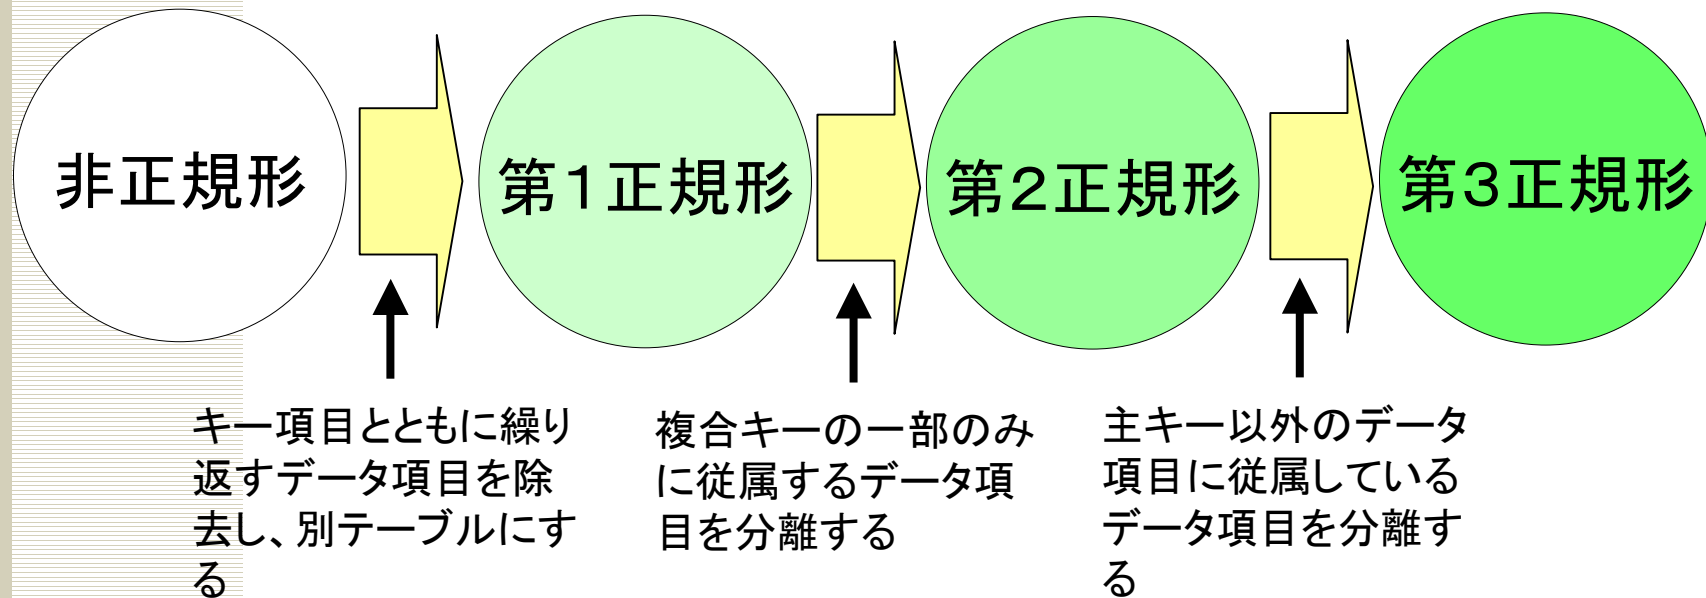 非正規形
第1正規形
第2正規形
第3正規形
キー項目とともに繰り
返すデータ項目を除
去し、別テーブルにす
る
複合キーの一部のみ
に従属するデータ項
目を分離する
主キー以外のデータ
項目に従属している
データ項目を分離す
る